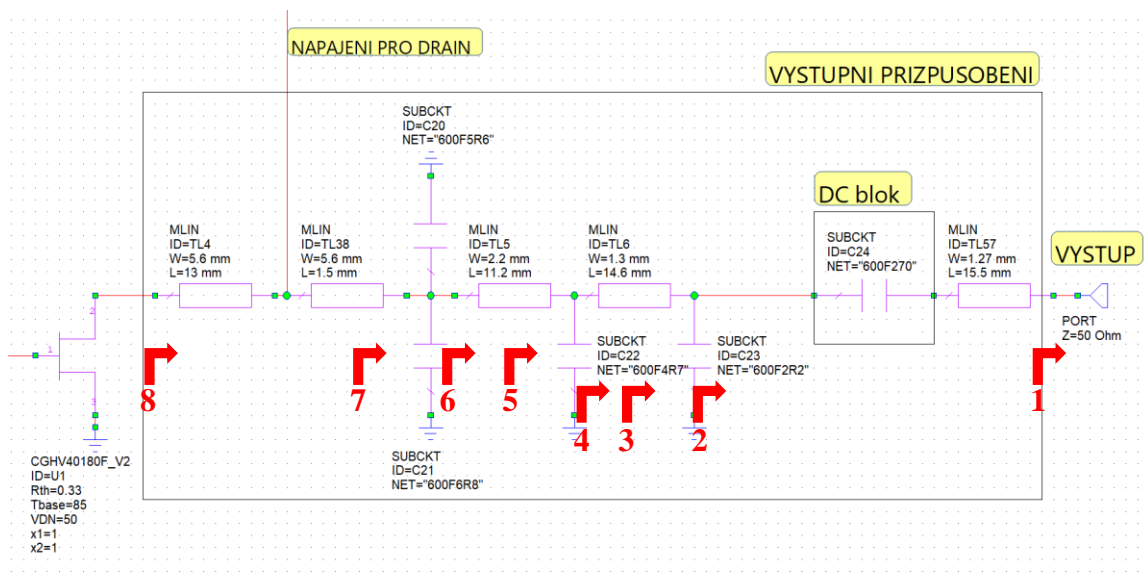 NAPAJENI PRO DRAIN
VYSTUPNI PRIZPUSOBENI
SUBCKT
ID=C20
NET="600F5R6"
DC blok
MLIN
ID=TL4
W=5.6 mm
L=13 mm
MLIN
ID=TL38
W=5.6 mm
L=1.5 mm
MLIN
ID=TL5
W=2.2 mm
L=11.2 mm
MLIN
ID=TL6
W=1.3 mm
L=14.6 mm
SUBCKT
ID=C24
NET="600F270"
MLIN
ID=TL57
W=1.27 mm
L=15.5 mm
VYSTUP
PORT
Z=50 Ohm
2
1
3
SUBCKT
ID=C22
NET="600F4R7"
SUBCKT
ID=C23
NET="600F2R2"
8
7
6
5
4
3
2
1
CGHV40180F_V2
ID=U1
Rth=0.33
Tbase=85
VDN=50
x1=1
x2=1
SUBCKT
ID=C21
NET="600F6R8"